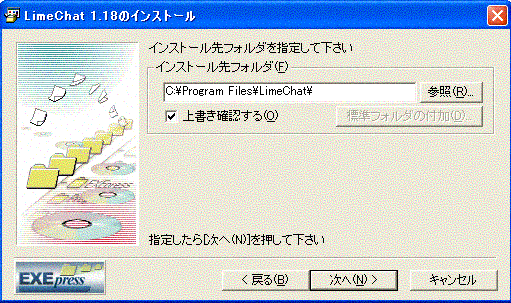 LimeChat 1.18のインストール
インストール先フォルダを指定して下さい
インストール先フォルダ(F)
C:¥Program Files¥LimeChat¥
参照(R)...
上書き確認する(O)
標準フォルダの付加(D)...
指定したら[次へ(N)]を押して下さい
EXEpress
< 戻る(B)
次へ(N) >
キャンセル